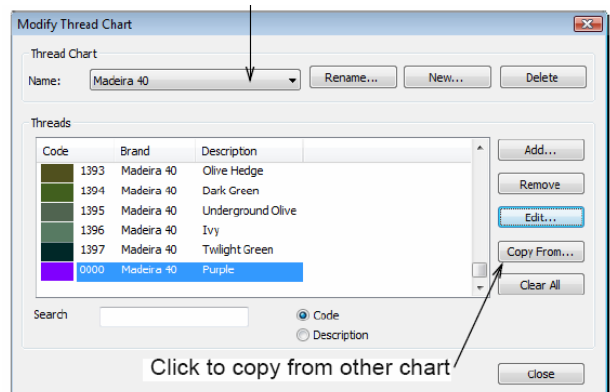 Modify Thread Chart
Thread Chart
Name: Madeira 40 Rename... New... Delete
Threads
Code Brand Description Add...
1393 Madeira 40 Olive Hedge
1394 Madeira 40 Dark Green Remove
1395 Madeira 40 Underground Olive Edit...
1396 Madeira 40 Ivy
1397 Madeira 40 Twilight Green Copy From...
0000 Madeira 40 Purple
Clear All
Search Code
Description
Click to copy from other chart
Close